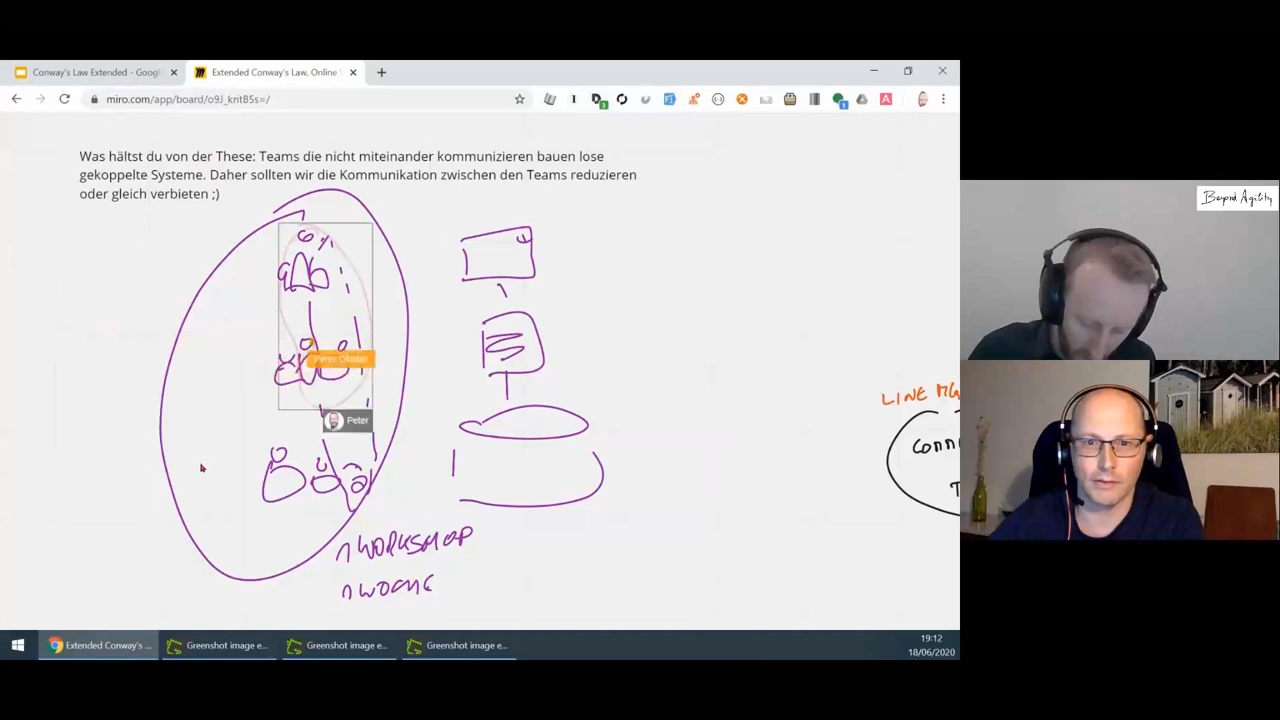 Conway's Law Extended - Goog
Extended Conway's Law, Online
miro.com/app/board/o9J_kritB5s=/
Was hältst du von der These: Teams die nicht miteinander kommunizieren bauen lose
gekoppelte Systeme. Daher sollten wir die Kommunikation zwischen den Teams reduzieren
oder gleich verbieten ;)
Beyond Agility
Peter
LINE
1 WORKSHOP
1 WOCHE
Extended Conway's ...
Greenshot image e...
Greenshot image e...
Greenshot image e...
19:12
18/06/2020